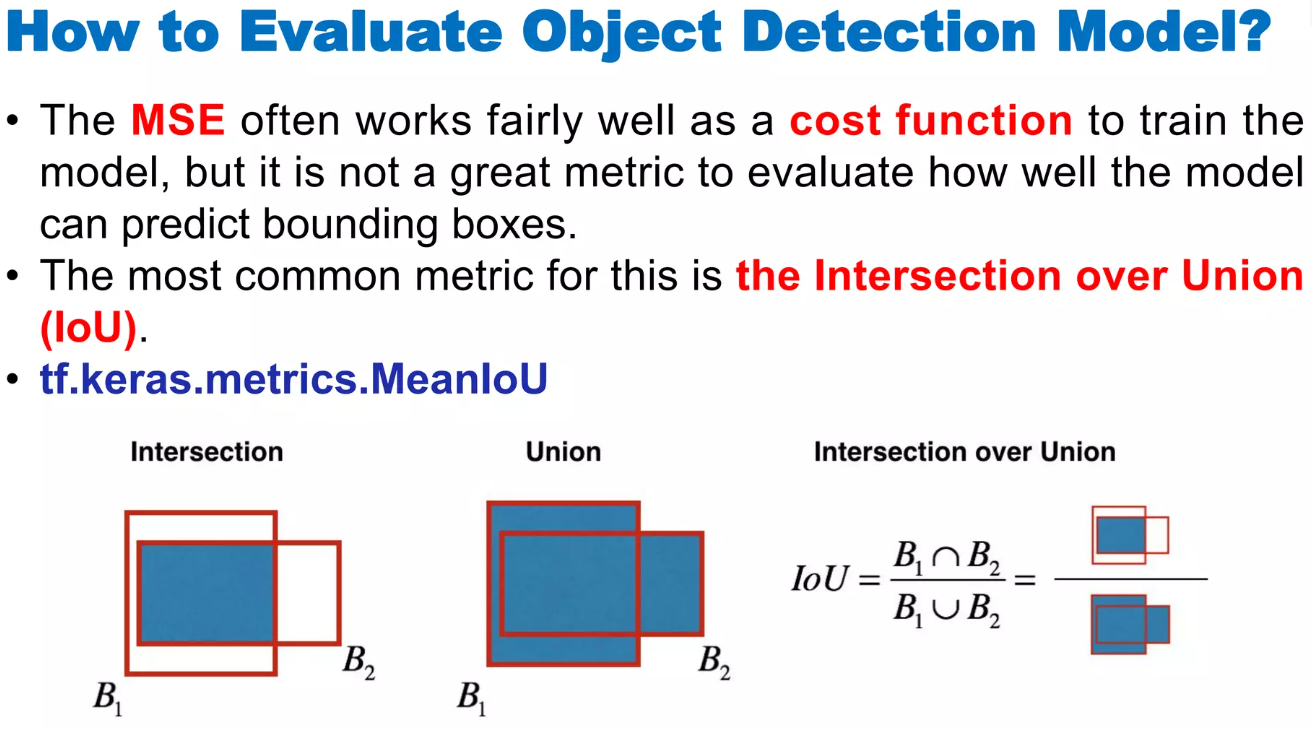 How to Evaluate Object Detection Model?
• The MSE often works fairly well as a cost function to train the
model, but it is not a great metric to evaluate how well the model
can predict bounding boxes.
• The most common metric for this is the Intersection over Union
(IoU).
• tf.keras.metrics.MeanIoU
Intersection
Union
Intersection over Union
B₁
B₂
B₁
B₂
IoU = B₁ ∩ B₂ / B₁ ∪ B₂ =